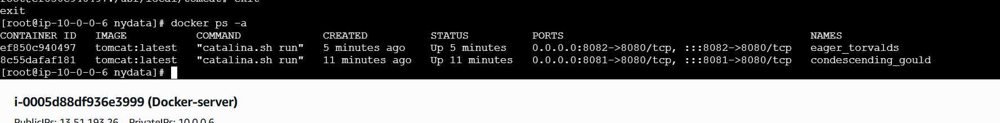 exit
[root@ip-10-0-0-6 nydata]# docker ps -a
CONTAINER ID   IMAGE           COMMAND             CREATED          STATUS          PORTS                                       NAMES
ef850c940497   tomcat:latest   "catalina.sh run"   5 minutes ago    Up 5 minutes    0.0.0.0:8082->8080/tcp, :::8082->8080/tcp   eager_torvalds
8c55dafaf181   tomcat:latest   "catalina.sh run"   11 minutes ago   Up 11 minutes   0.0.0.0:8081->8080/tcp, :::8081->8080/tcp   condescending_gould
[root@ip-10-0-0-6 nydata]#
i-0005d88df936e3999 (Docker-server)
PublicIPs: 13.51.193.26 PrivateIPs: 10.0.0.6